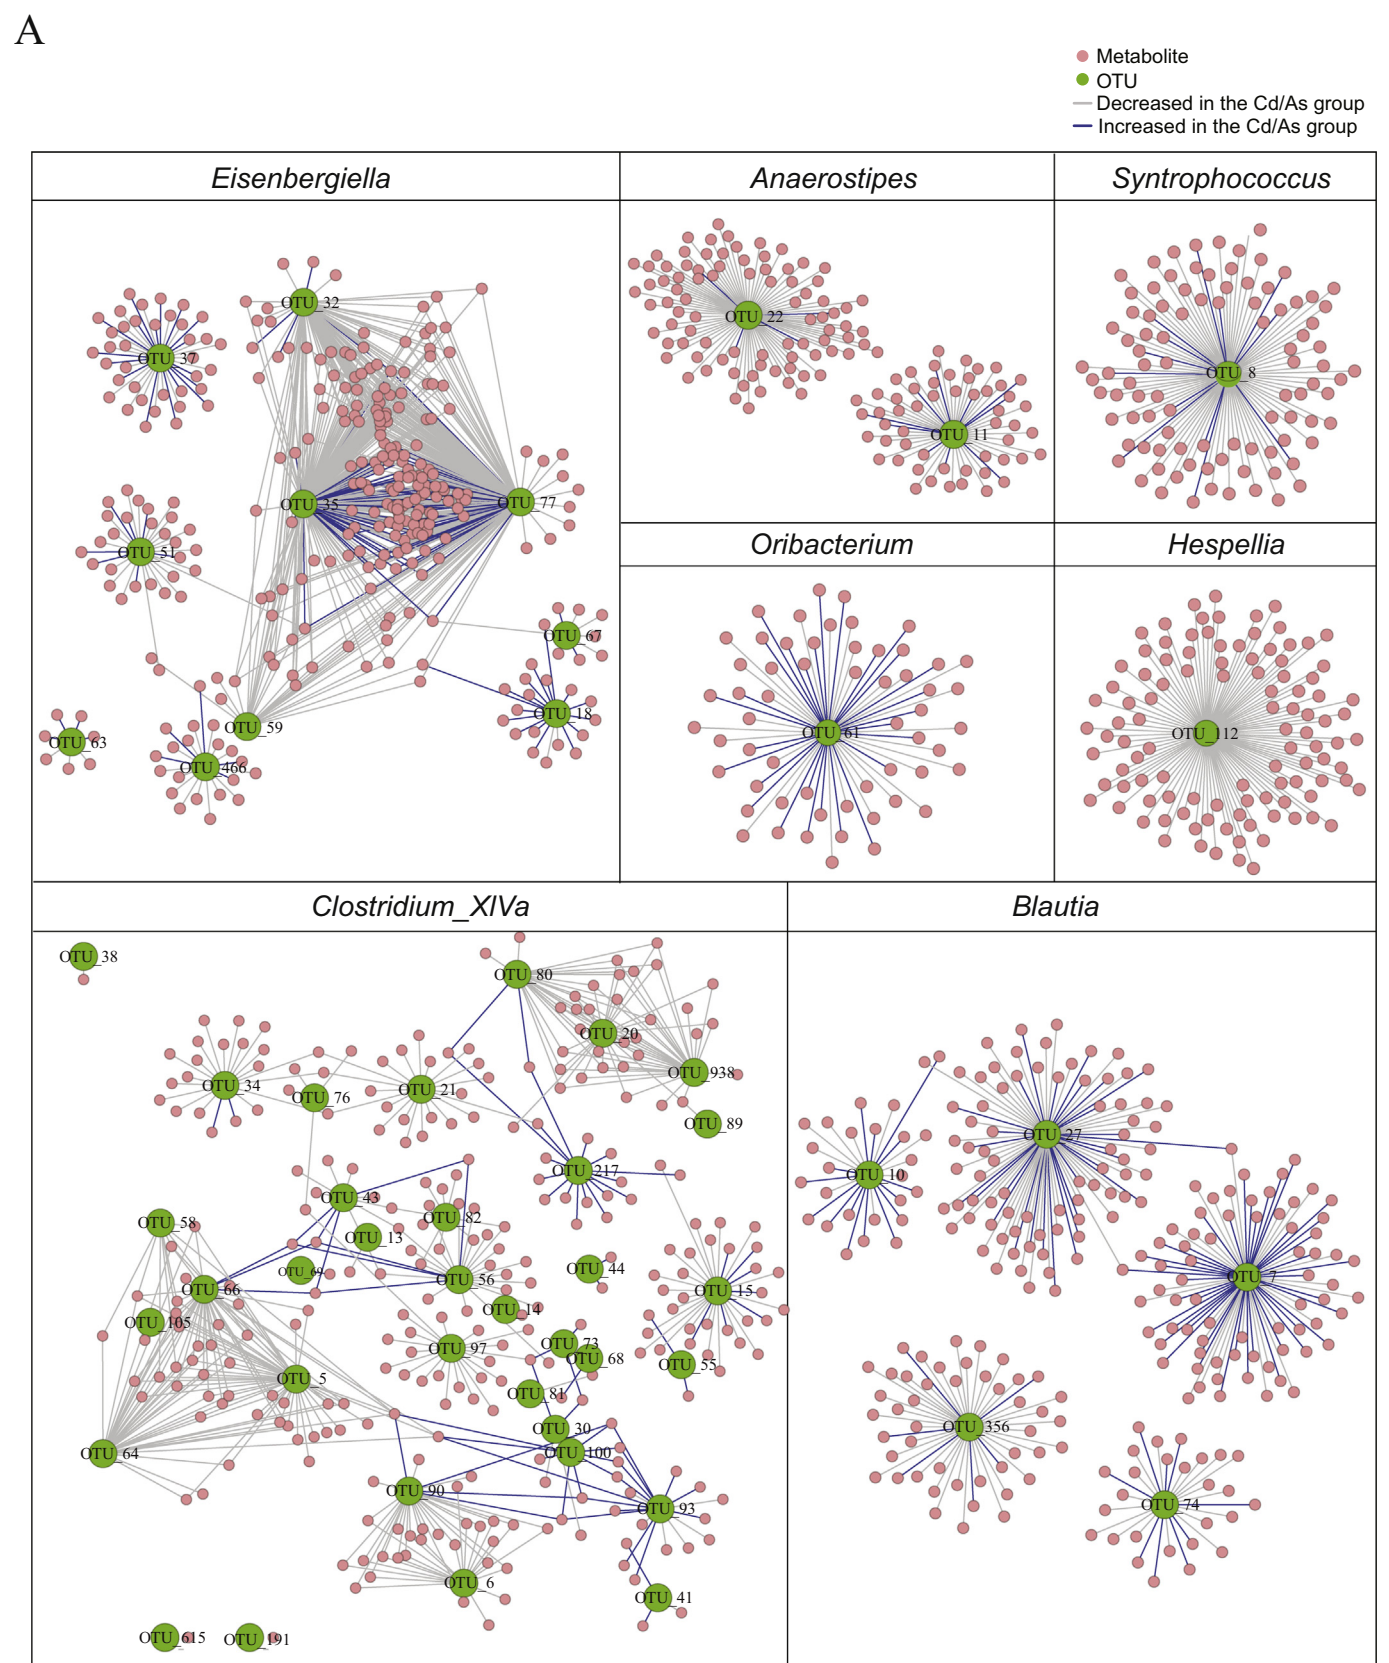 A
Metabolite
OTU
Decreased in the Cd/As group
Increased in the Cd/As group
Eisenbergiella
Anaerostipes
Syntrophococcus
OTU_32
OTU_37
OTU_35
OTU_77
OTU_51
OTU_67
OTU_18
OTU_59
OTU_63
OTU_466
OTU_22
OTU_11
OTU_8
Oribacterium
Hespellia
OTU_61
OTU_112
Clostridium_XIVa
Blautia
OTU_38
OTU_80
OTU_20
OTU_938
OTU_34
OTU_76
OTU_21
OTU_89
OTU_217
OTU_43
OTU_82
OTU_58
OTU_13
OTU_69
OTU_56
OTU_44
OTU_66
OTU_15
OTU_14
OTU_105
OTU_97
OTU_73
OTU_68
OTU_55
OTU_5
OTU_81
OTU_30
OTU_64
OTU_100
OTU_90
OTU_93
OTU_6
OTU_41
OTU_615
OTU_191
OTU_27
OTU_10
OTU_7
OTU_356
OTU_74